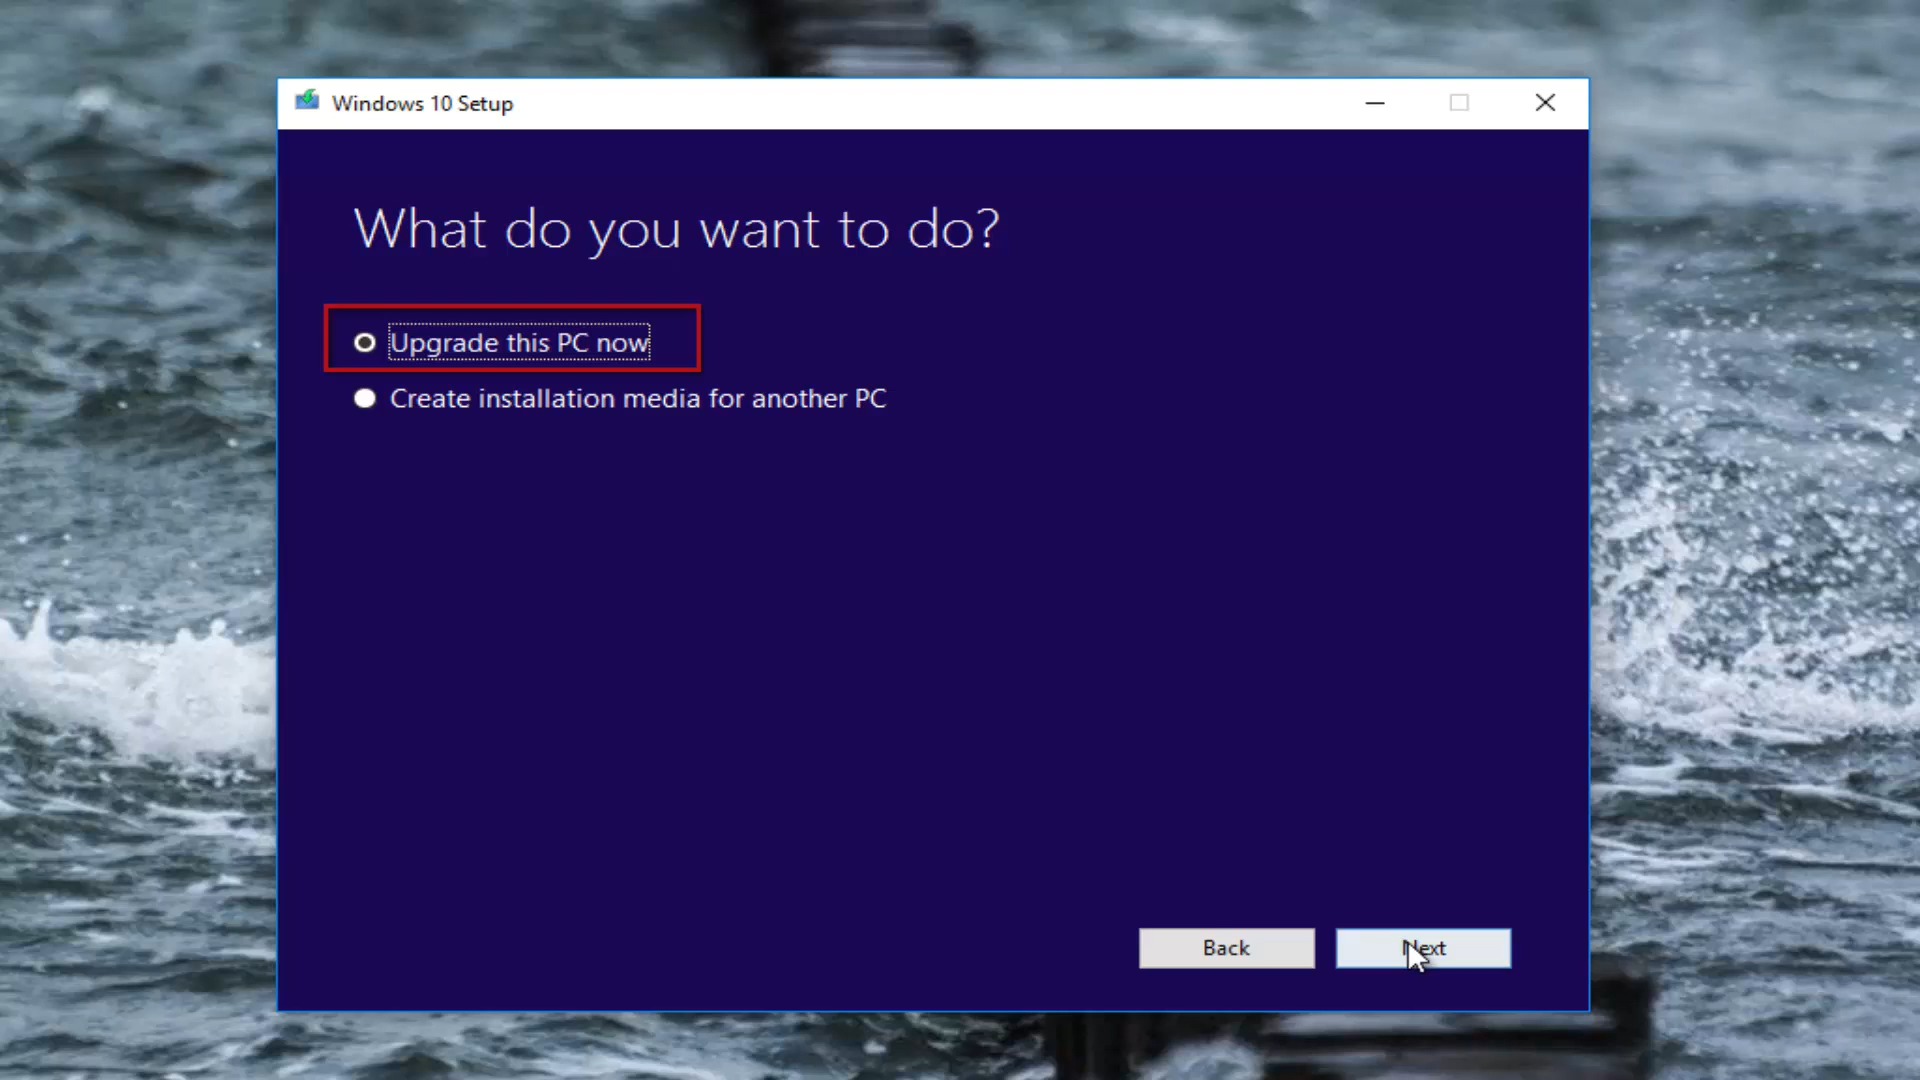 Windows 10 Setup
What do you want to do?
Upgrade this PC now
Create installation media for another PC
Back
Next